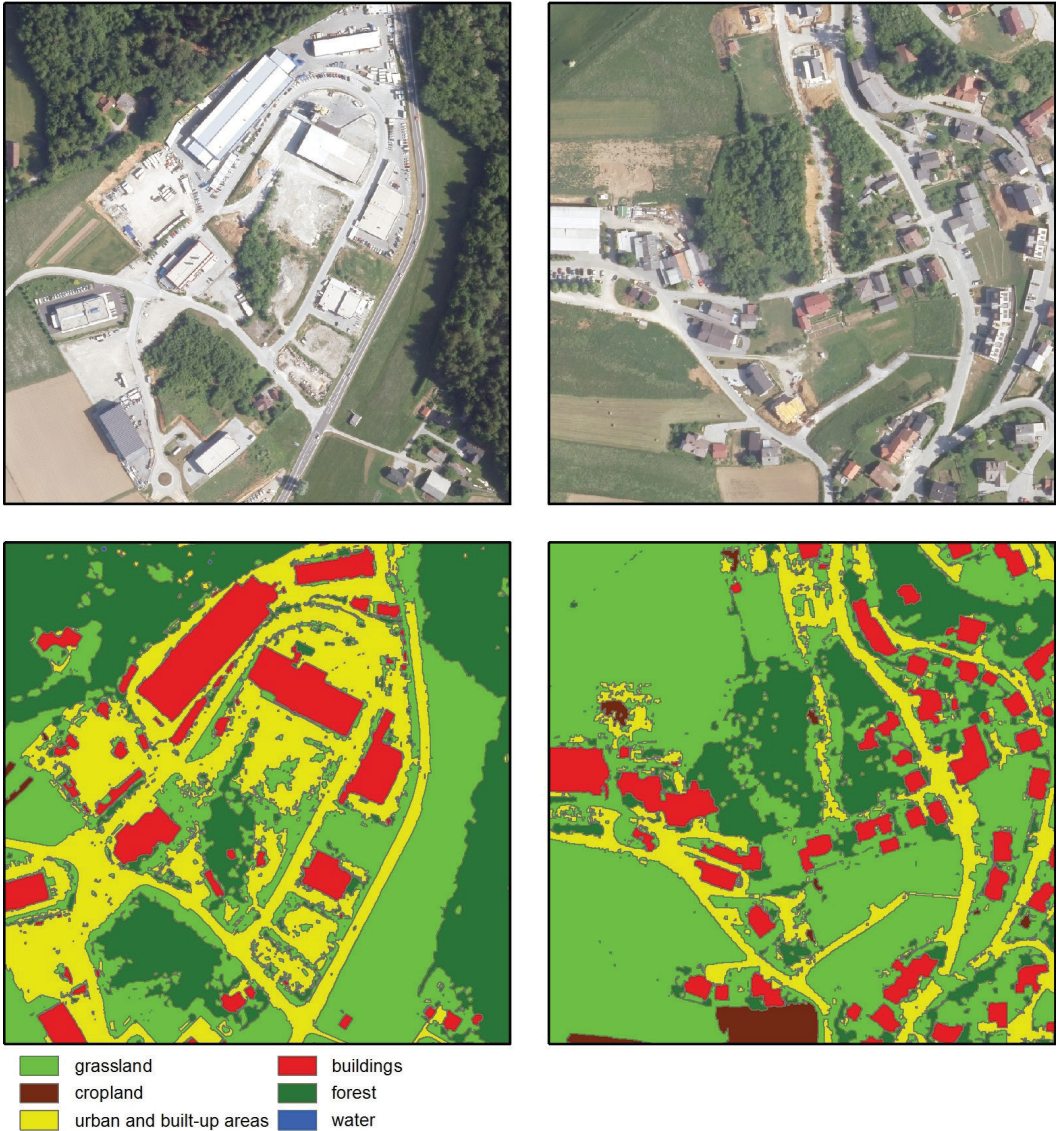 grassland
buildings
cropland
forest
urban and built-up areas
water